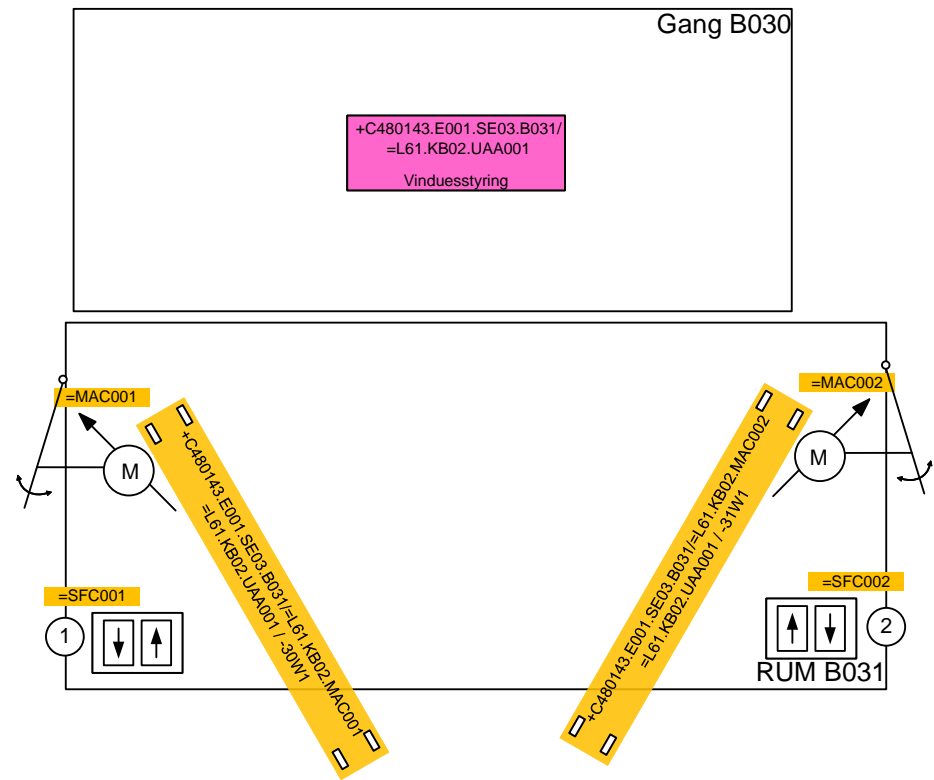 Gang B030
+C480143.E001.SE03.B031/
=L61.KB02.UAA001
Vinduesstyring
=MAC001
=MAC002
M
M
+C480143.E001.SE03.B031/=L61.KB02.MAC001
=L61.KB02.UAA001 / -30W1
+C480143.E001.SE03.B031/=L61.KB02.MAC002
=L61.KB02.UAA001 / -31W1
=SFC001
=SFC002
1
2
RUM B031